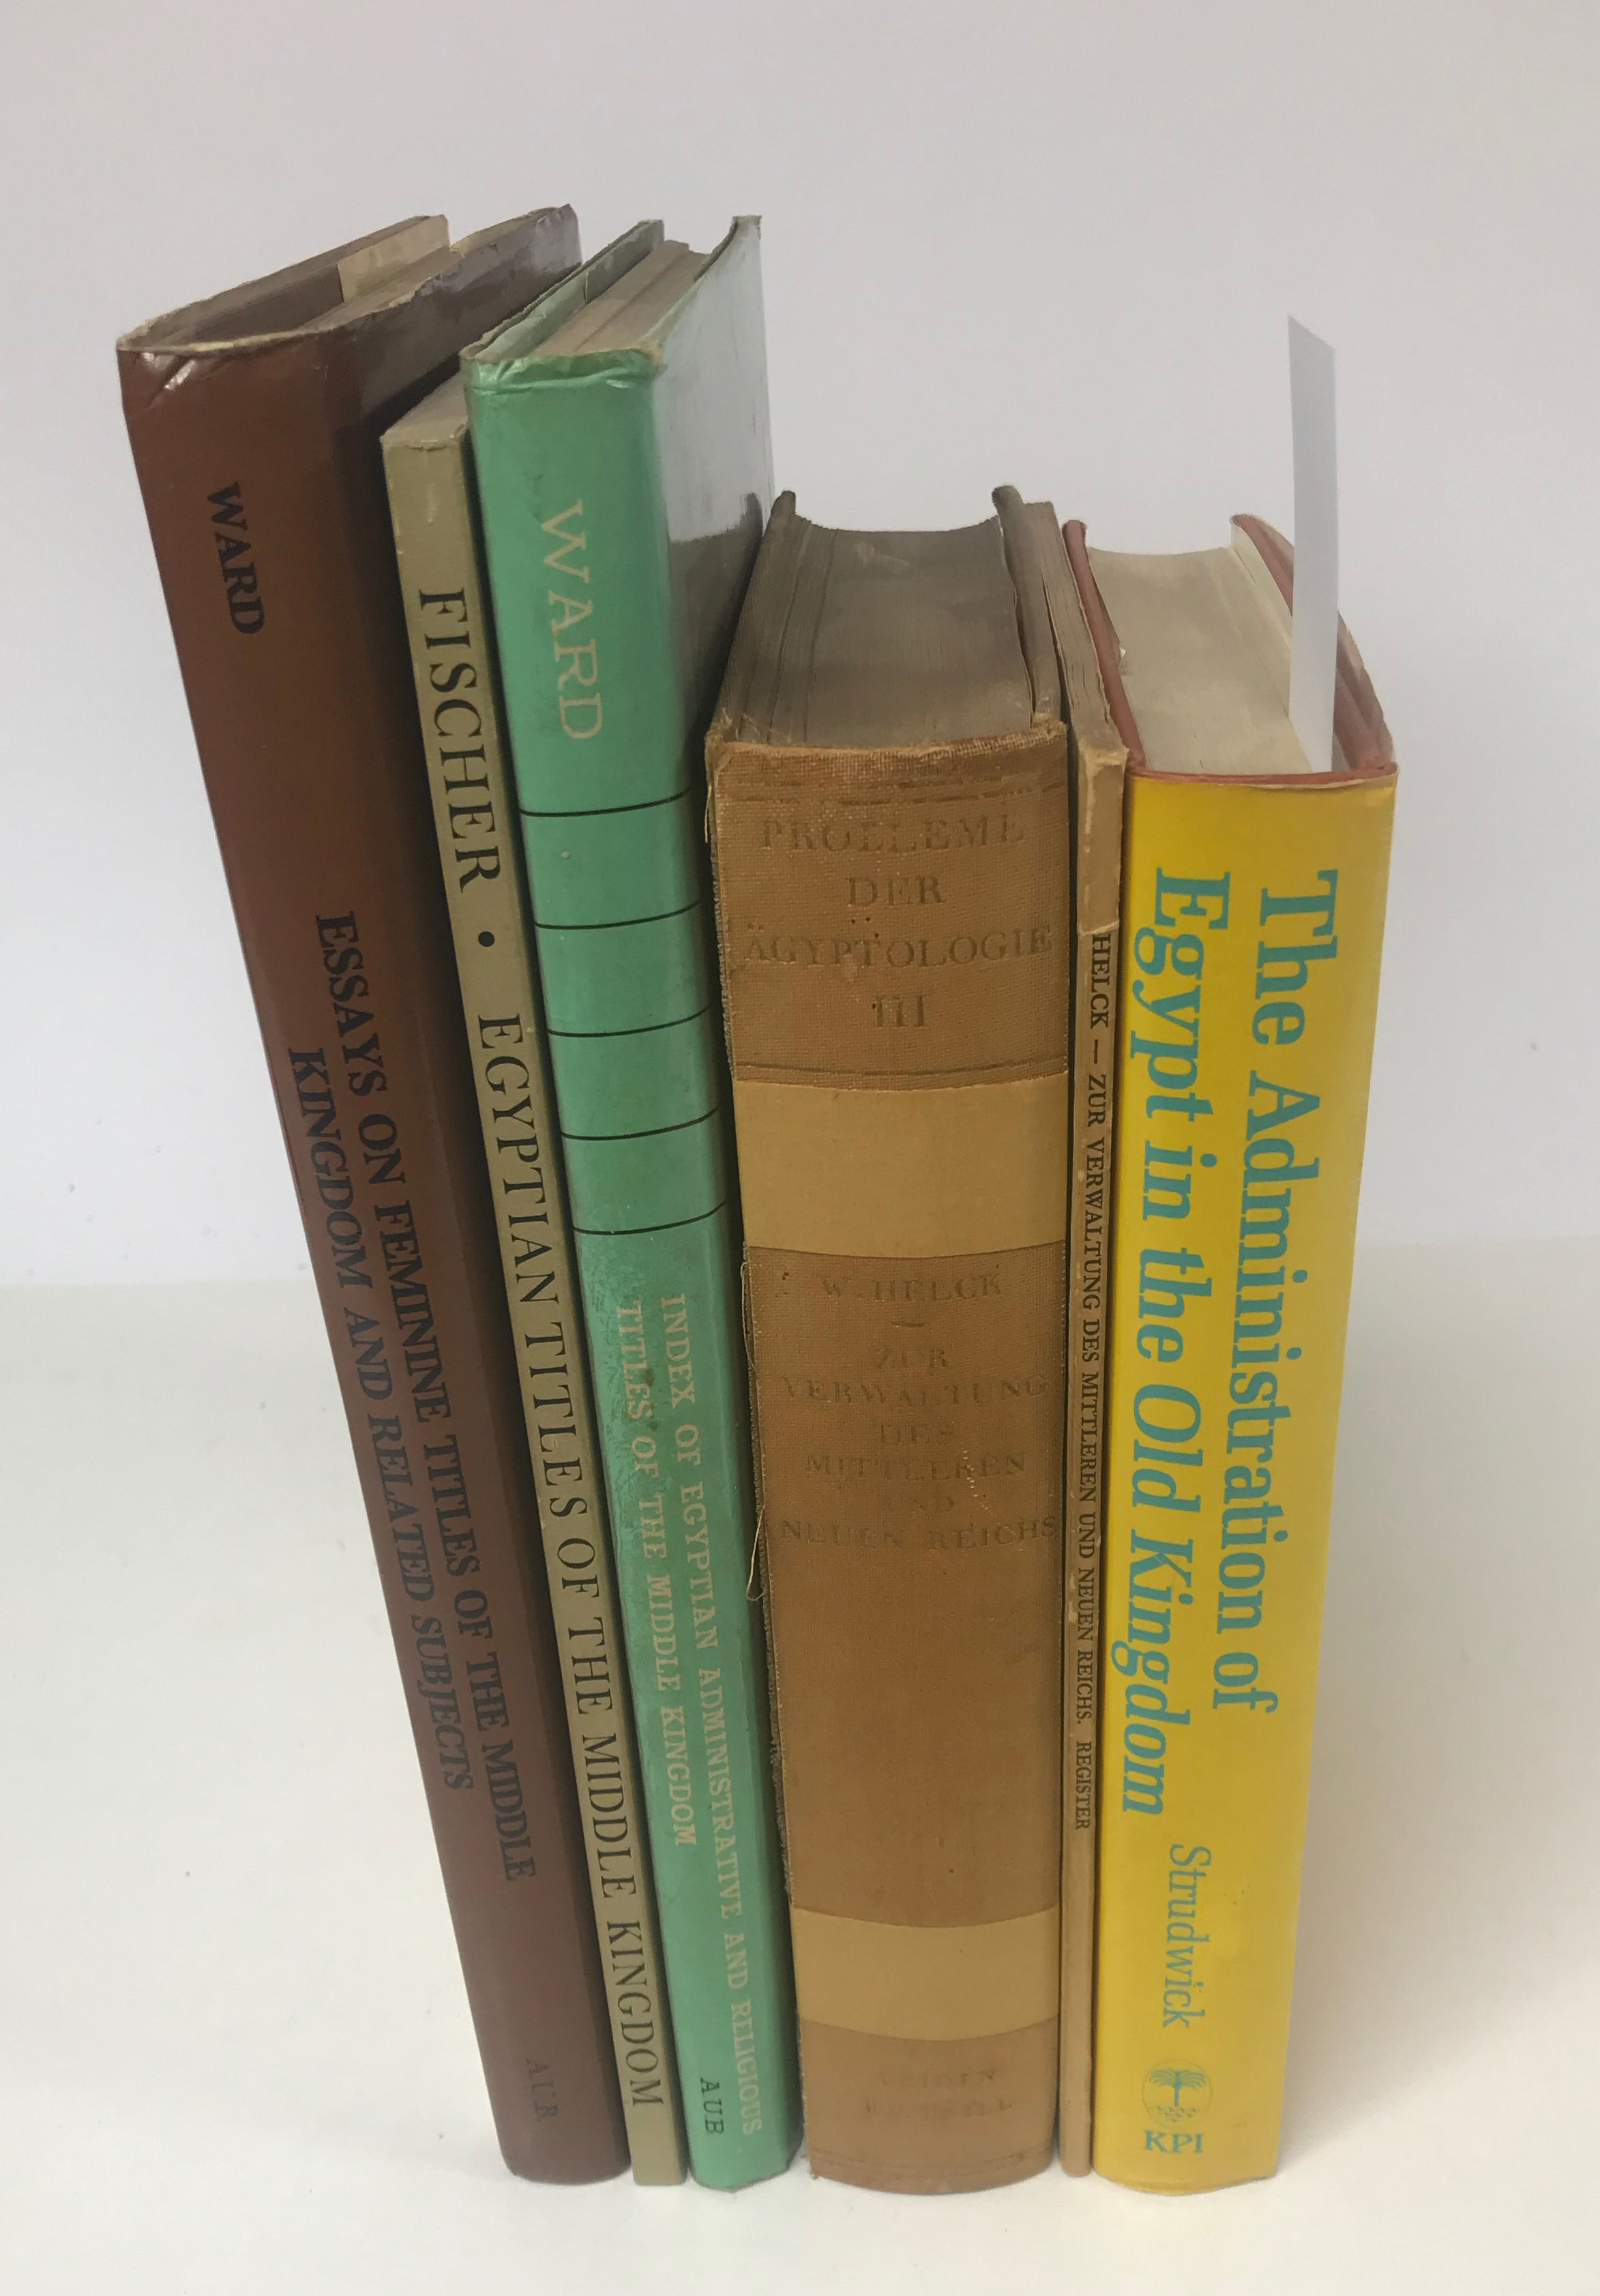 WARD
ESSAYS ON FEMININE TITLES OF THE MIDDLE
KINGDOM AND RELATED SUBJECTS
A.U.B.
FISCHER • EGYPTIAN TITLES OF THE MIDDLE KINGDOM
WARD
INDEX OF EGYPTIAN ADMINISTRATIVE AND RELIGIOUS
TITLES OF THE MIDDLE KINGDOM
AUB
PROBLEME
DER
ÄGYPTOLOGIE
III
W. HELCK
—
ZUR
VERWALTUNG
DES
MITTLEREN
ND
NEUEN REICHS
LEIDEN
E.J. BRILL
HELCK — ZUR VERWALTUNG DES MITTLEREN UND NEUEN REICHS. REGISTER
The Administration of
Egypt in the Old Kingdom
Strudwick
KPI